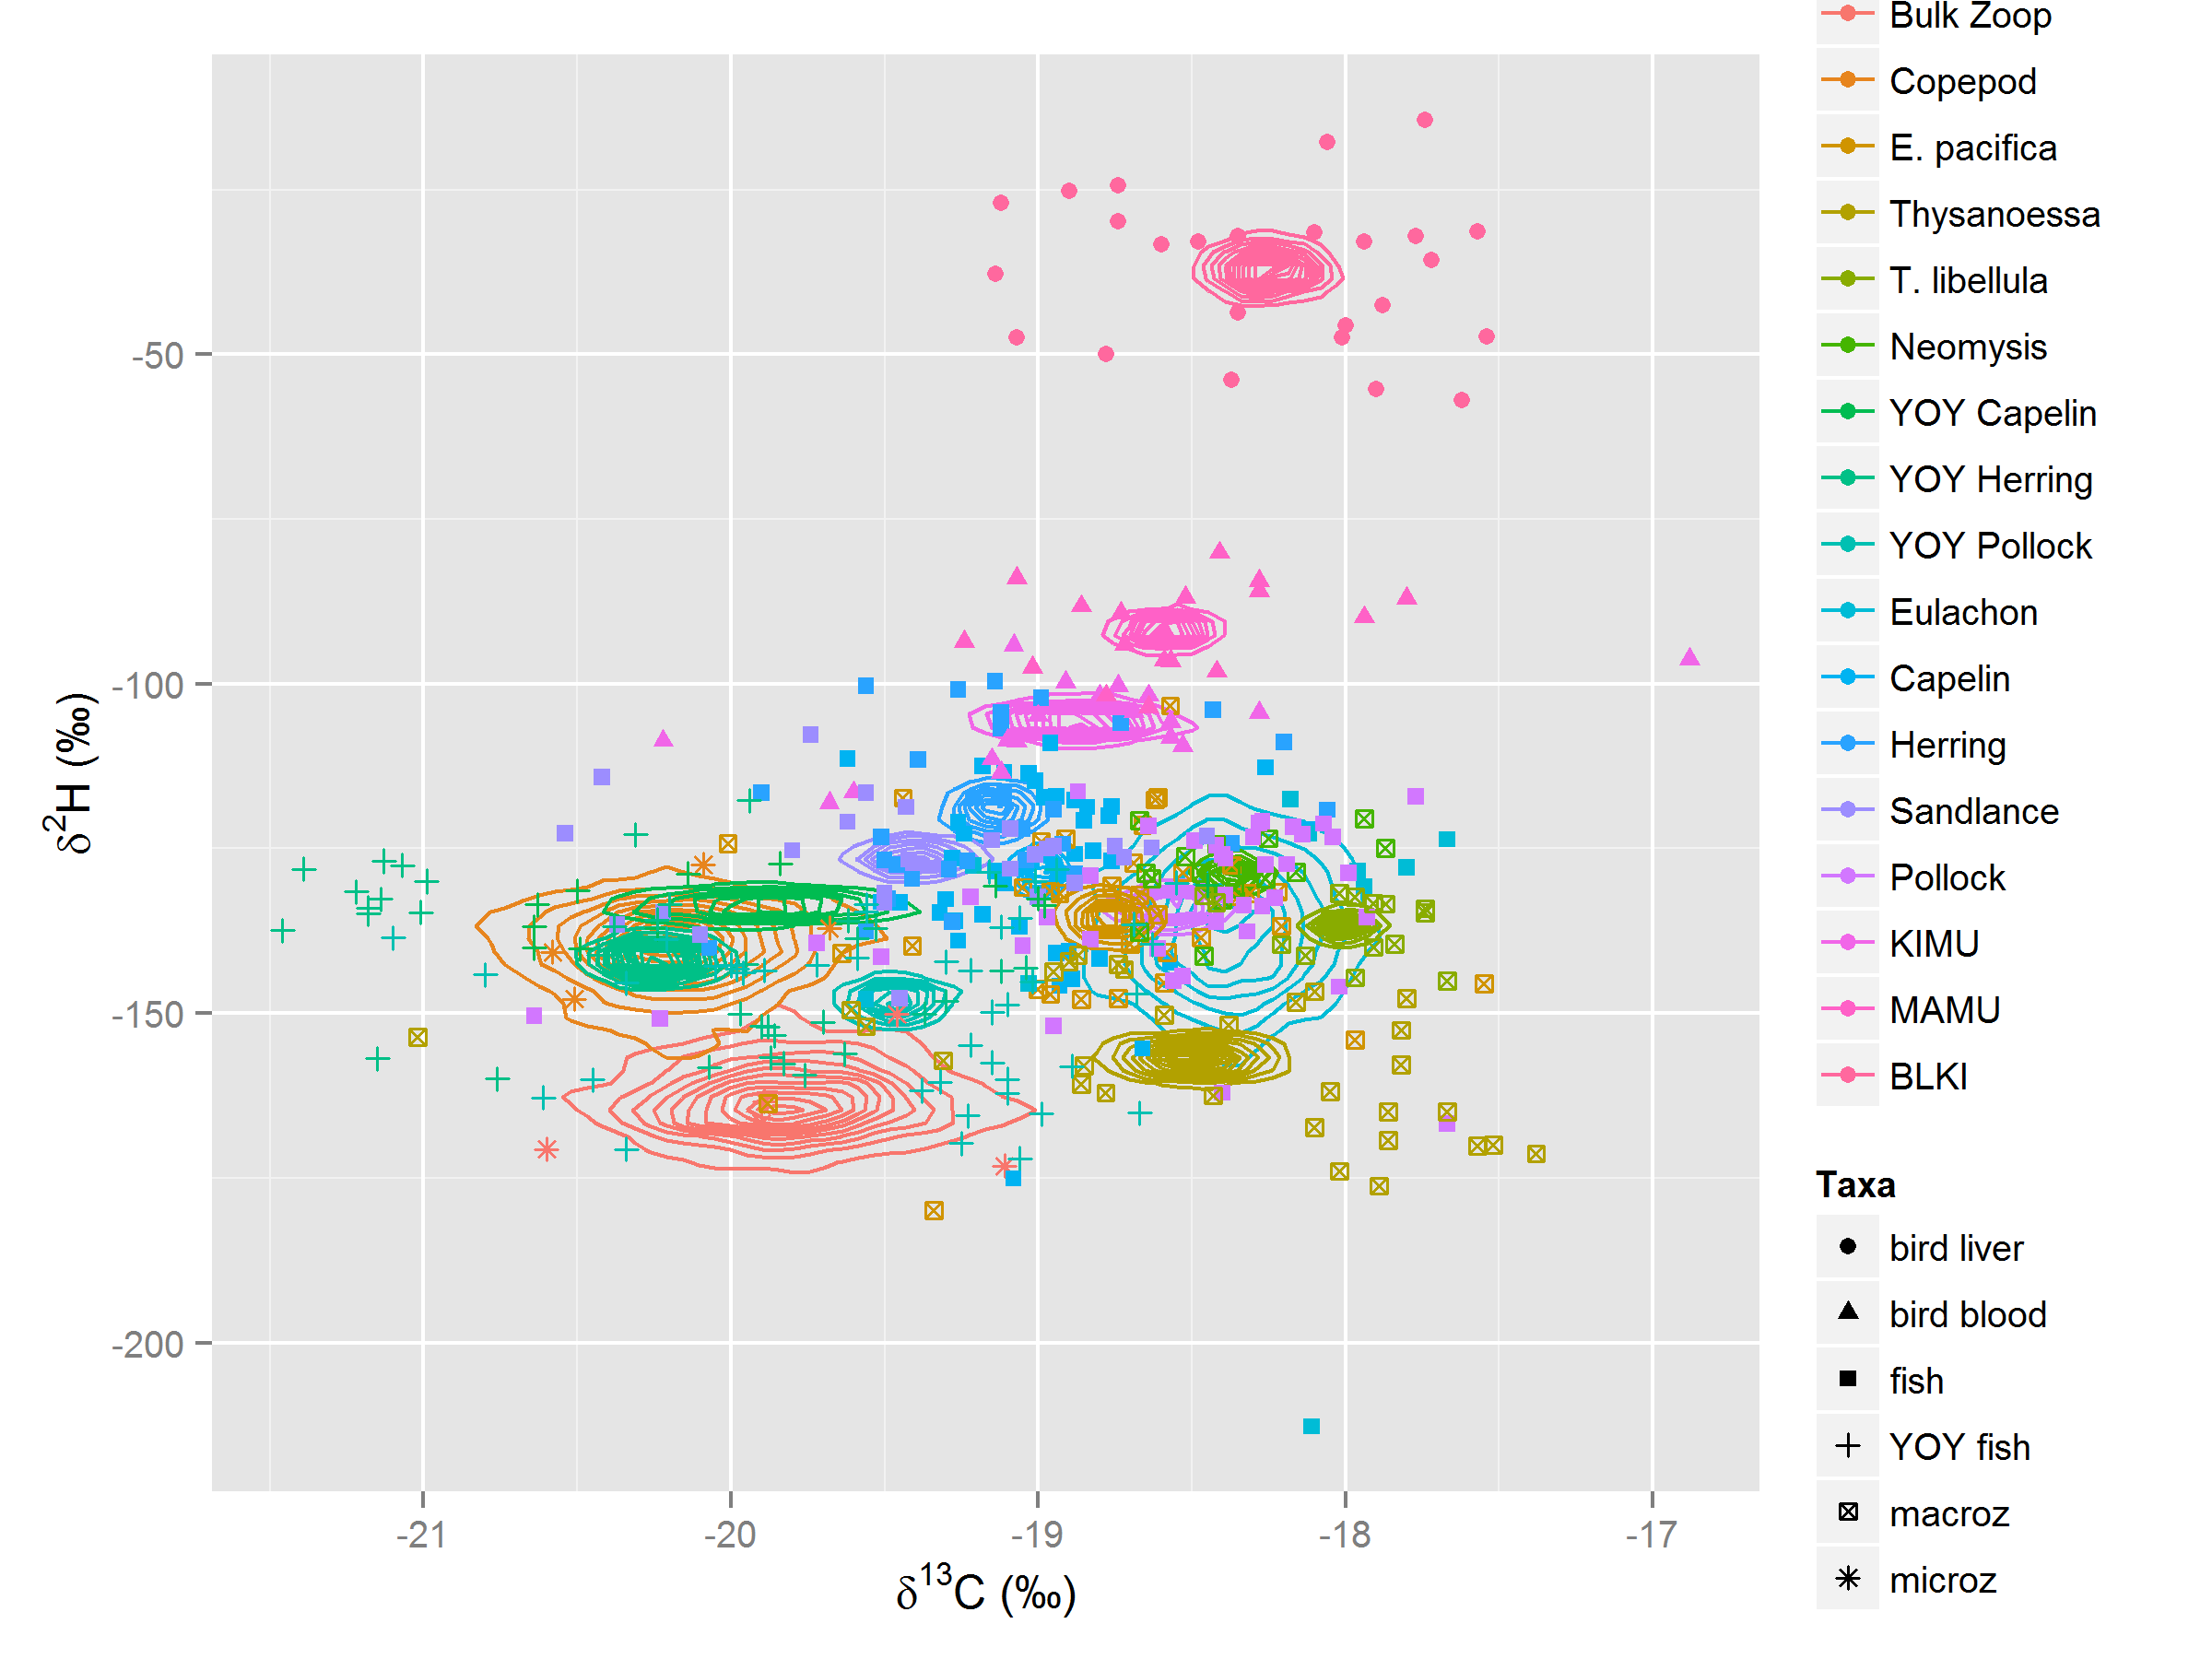 Bulk Zoop
Copepod
E. pacifica
Thysanoessa
T. libellula
Neomysis
YOY Capelin
YOY Herring
YOY Pollock
Eulachon
Capelin
Herring
Sandlance
Pollock
KIMU
MAMU
BLKI
Taxa
bird liver
bird blood
fish
YOY fish
macroz
microz
-50
-100
-150
-200
δ²H (‰)
-21
-20
-19
-18
-17
δ¹³C (‰)